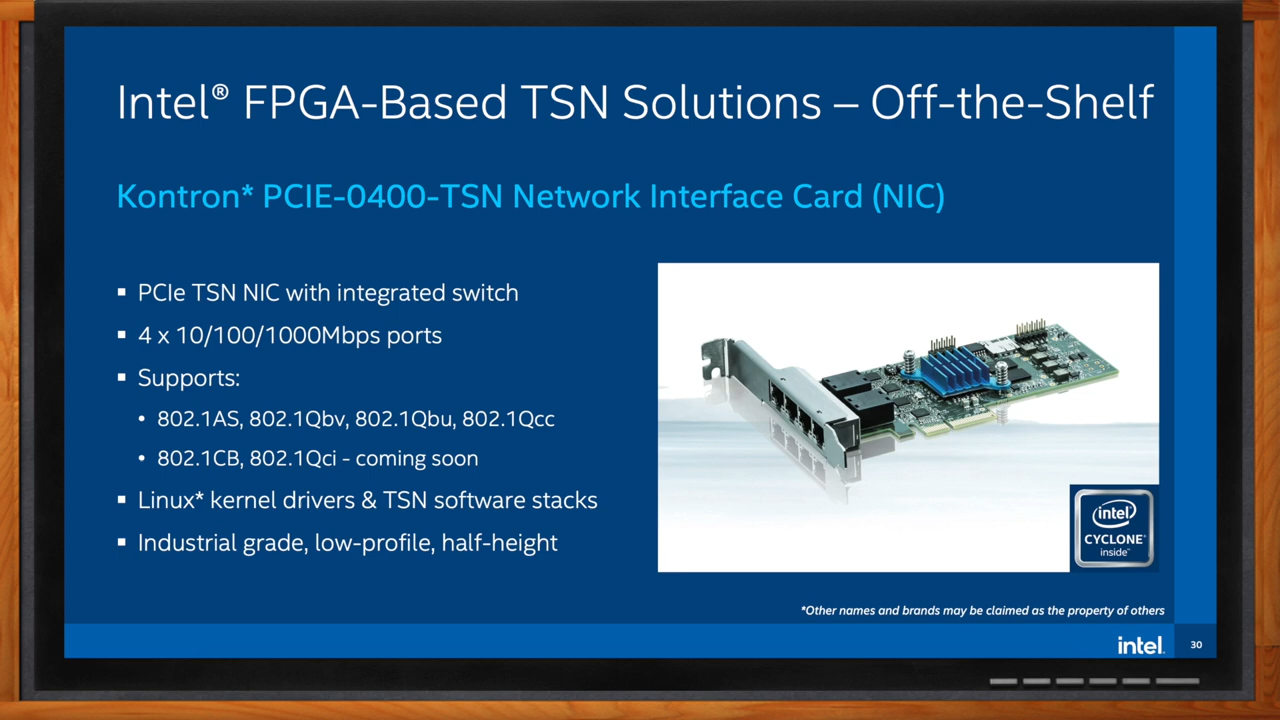 Intel® FPGA-Based TSN Solutions – Off-the-Shelf
Kontron* PCIE-0400-TSN Network Interface Card (NIC)
▪ PCIe TSN NIC with integrated switch
▪ 4 x 10/100/1000Mbps ports
▪ Supports:
• 802.1AS, 802.1Qbv, 802.1Qbu, 802.1Qcc
• 802.1CB, 802.1Qci - coming soon
▪ Linux* kernel drivers & TSN software stacks
▪ Industrial grade, low-profile, half-height
intel
CYCLONE®
inside™
*Other names and brands may be claimed as the property of others
intel.
30